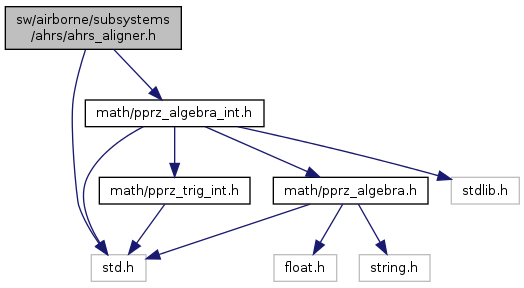 sw/airborne/subsystems
/ahrs/ahrs_aligner.h
math/pprz_algebra_int.h
math/pprz_trig_int.h
math/pprz_algebra.h
stdlib.h
std.h
float.h
string.h